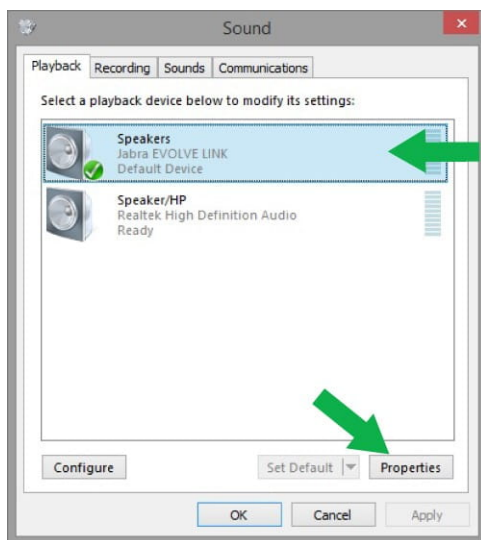 Sound
Playback Recording Sounds Communications
Select a playback device below to modify its settings:
Speakers
Jabra EVOLVE LINK
Default Device
Speaker/HP
Realtek High Definition Audio
Ready
Configure Set Default Properties
OK Cancel Apply